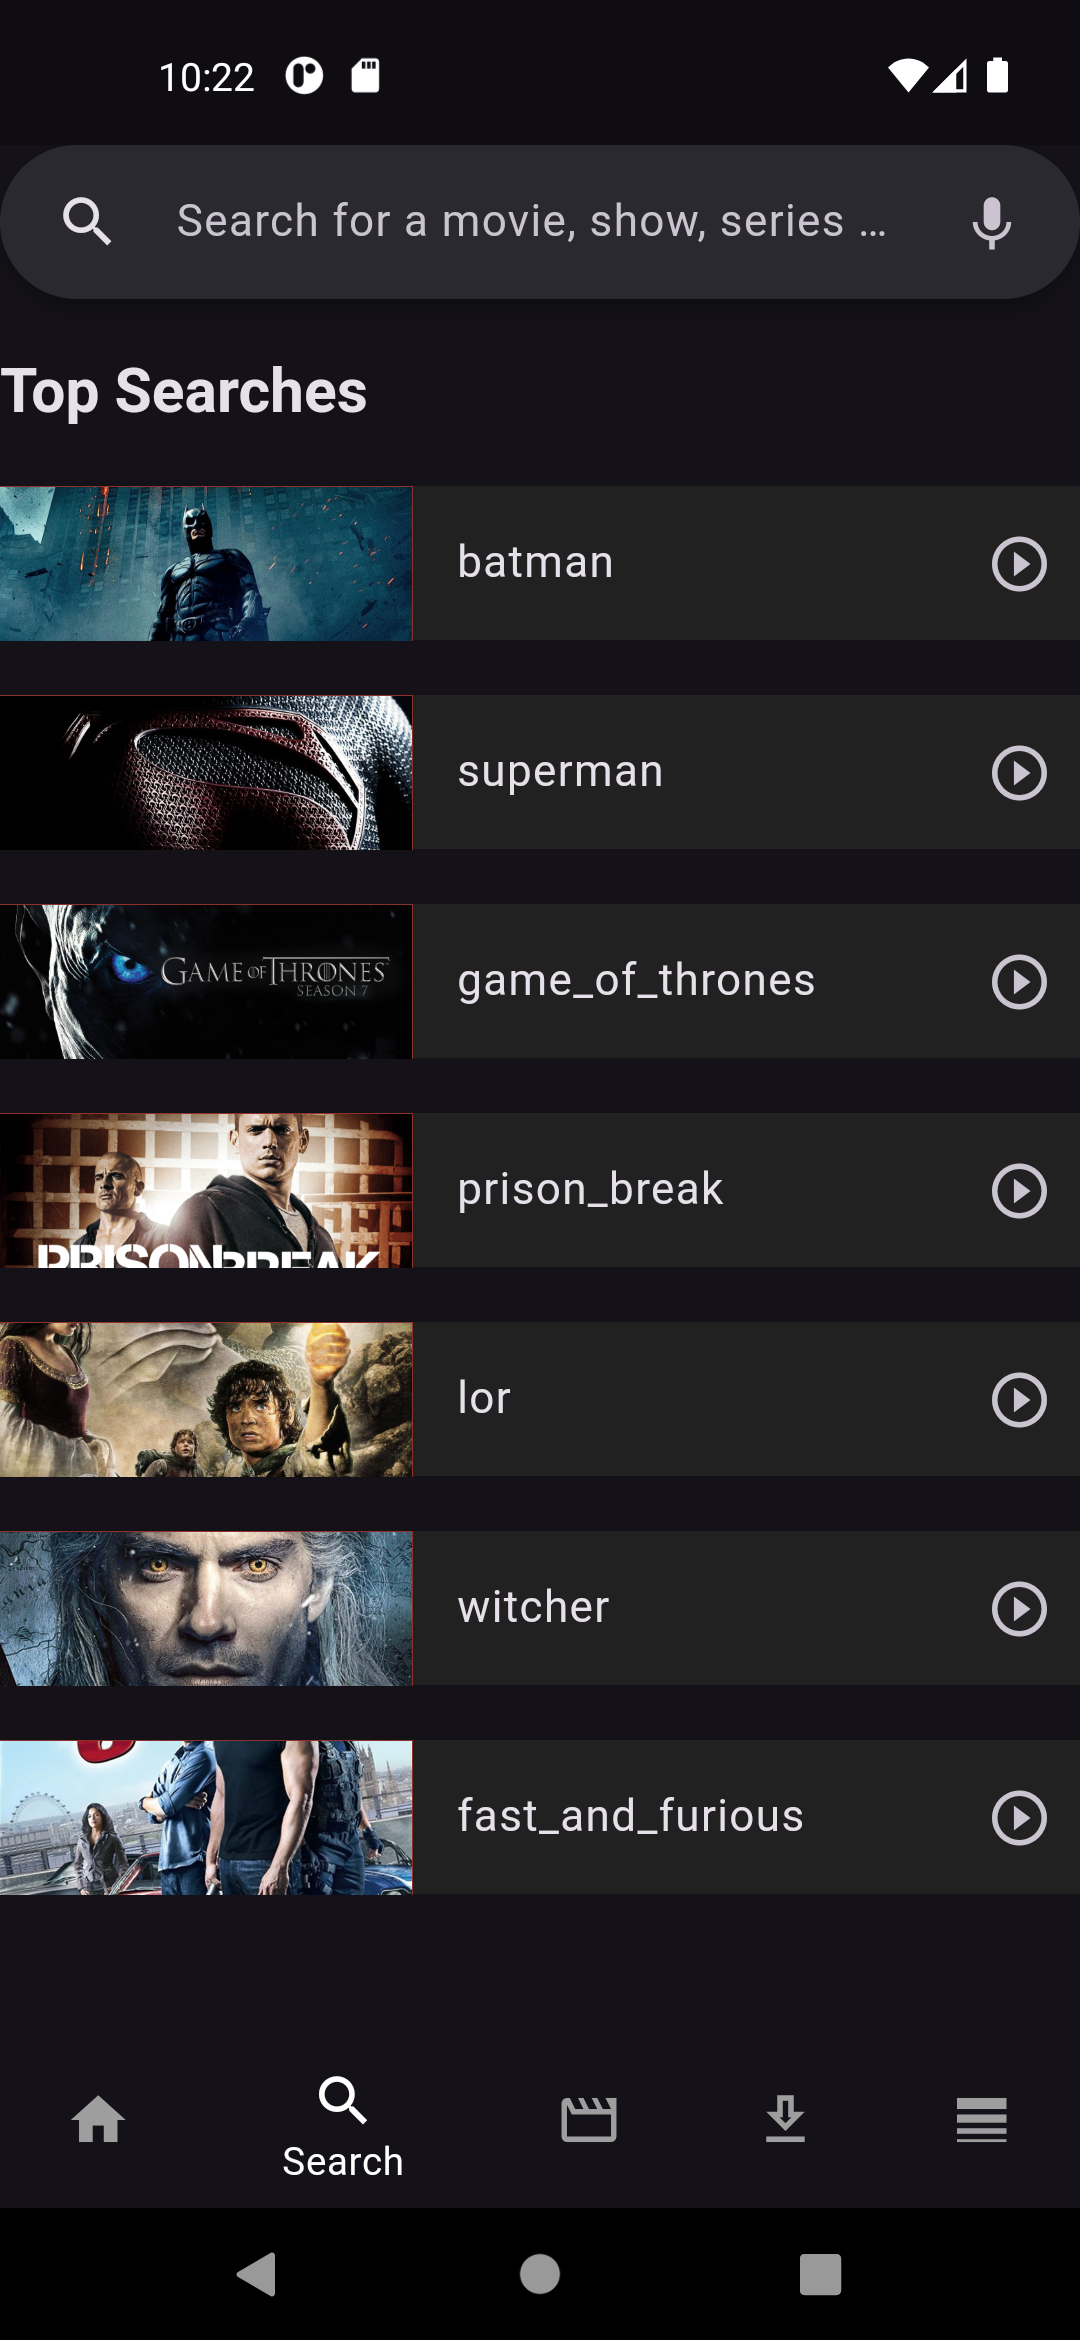 10:22
Search for a movie, show, series ...
Top Searches
batman
superman
GAME OF THRONES
SEASON 7
game_of_thrones
PRISON BREAK
prison_break
lor
witcher
fast_and_furious
Search